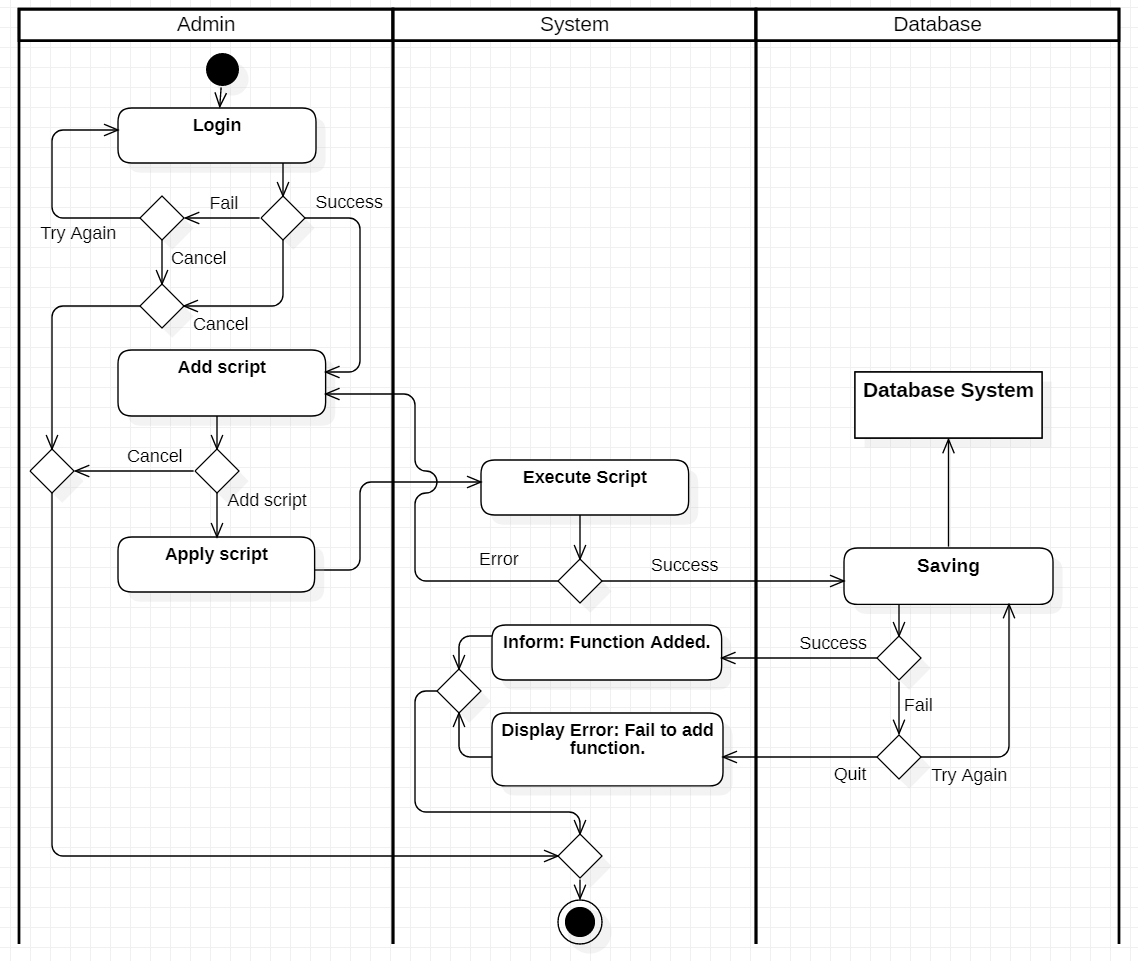 Admin
System
Database
Login
Fail
Success
Try Again
Cancel
Cancel
Add script
Database System
Cancel
Execute Script
Add script
Apply script
Error
Success
Saving
Inform: Function Added.
Success
Fail
Display Error: Fail to add
function.
Quit
Try Again